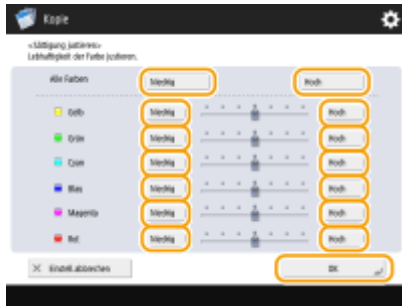 Kopie
<Sättigung justieren>
Lebhaftigkeit der Farbe justieren.
Alle Farben Niedrig Hoch
Gelb Niedrig Hoch
Grün Niedrig Hoch
Cyan Niedrig Hoch
Blau Niedrig Hoch
Magenta Niedrig Hoch
Rot Niedrig Hoch
Einstell.abbrechen OK